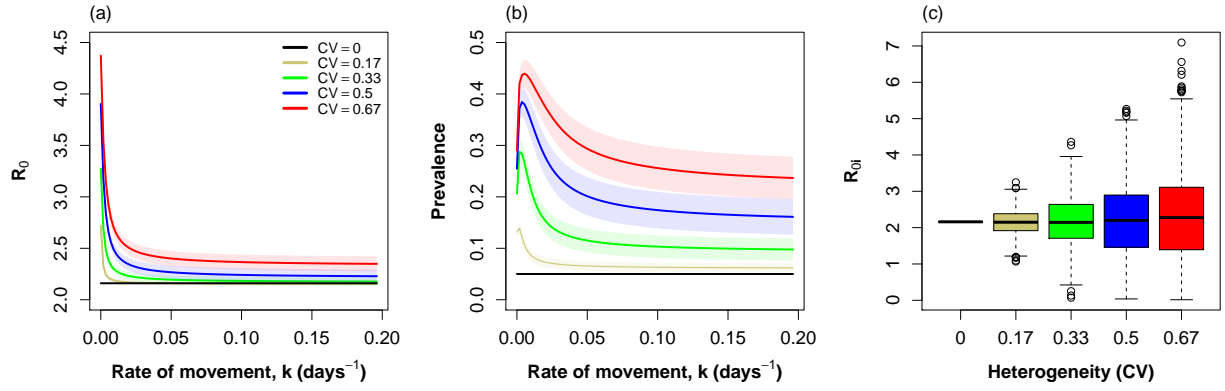 (a)
4.5
4.0
3.5
3.0
2.5
2.0
R0
CV = 0
CV = 0.17
CV = 0.33
CV = 0.5
CV = 0.67
0.00 0.05 0.10 0.15 0.20
Rate of movement, k (days−1)
(b)
0.5
0.4
0.3
0.2
0.1
0.0
Prevalence
0.00 0.05 0.10 0.15 0.20
Rate of movement, k (days−1)
(c)
7
6
5
4
3
2
1
0
R0i
0 0.17 0.33 0.5 0.67
Heterogeneity (CV)